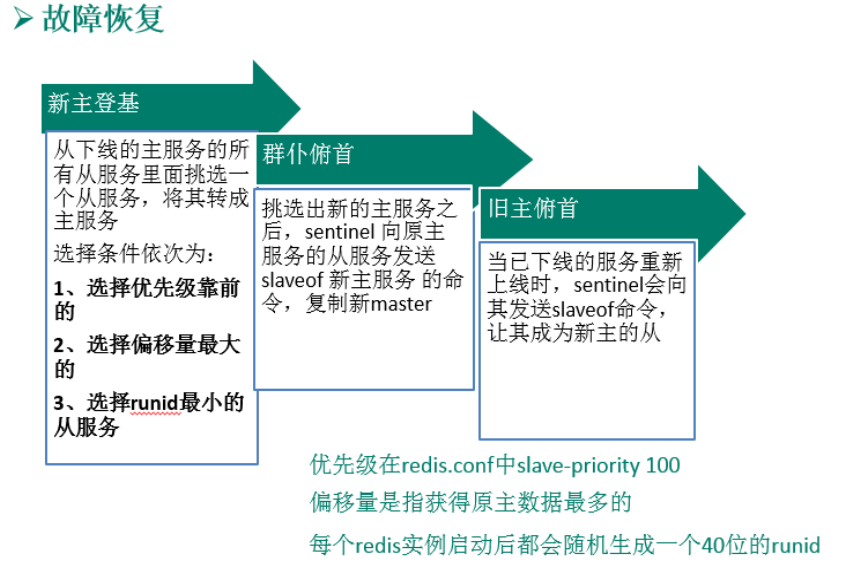 ➢ 故障恢复
新主登基
从下线的主服务的所
有从服务里面挑选一
个从服务，将其转成
主服务
选择条件依次为：
1、选择优先级靠前
的
2、选择偏移量最大
的
3、选择runid最小的
从服务
群仆俯首
挑选出新的主服务之
后，sentinel 向原主
服务的从服务发送
slaveof 新主服务 的命
令，复制新master
旧主俯首
当已下线的服务重新
上线时，sentinel会向
其发送slaveof命令，
让其成为新主的从
优先级在redis.conf中slave-priority 100
偏移量是指获得原主数据最多的
每个redis实例启动后都会随机生成一个40位的runid